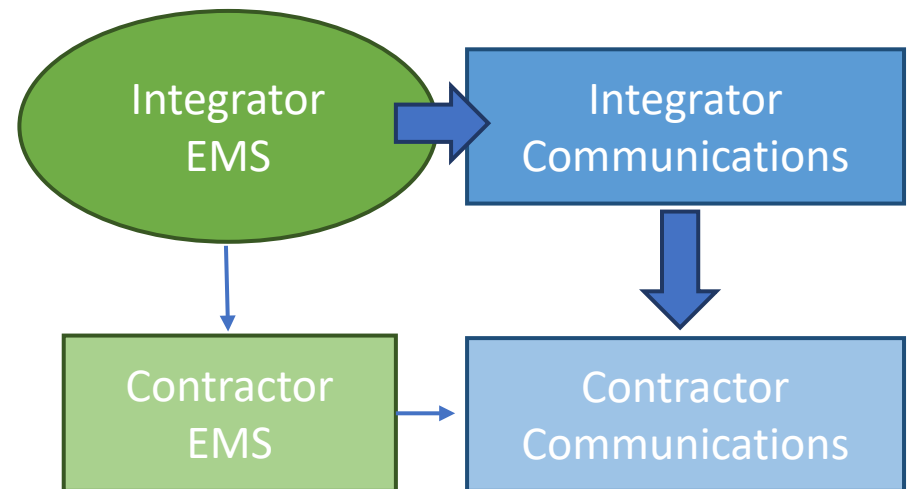 Integrator
EMS
Integrator
Communications
Contractor
EMS
Contractor
Communications